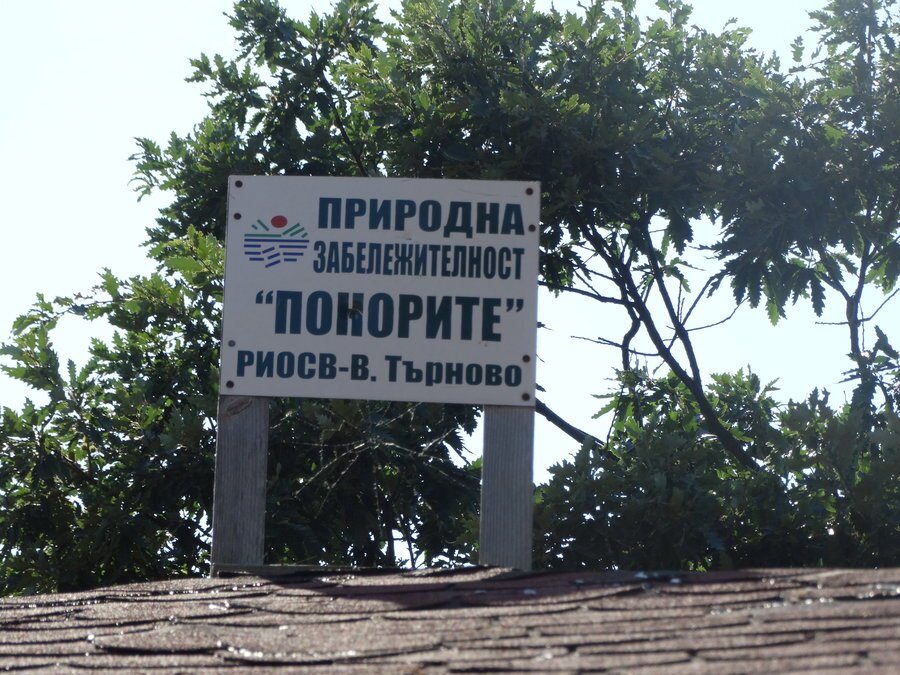 ПРИРОДНА
ЗАБЕЛЕЖИТЕЛНОСТ
“ПОНОРИТЕ”
РИОСВ-В. Търново